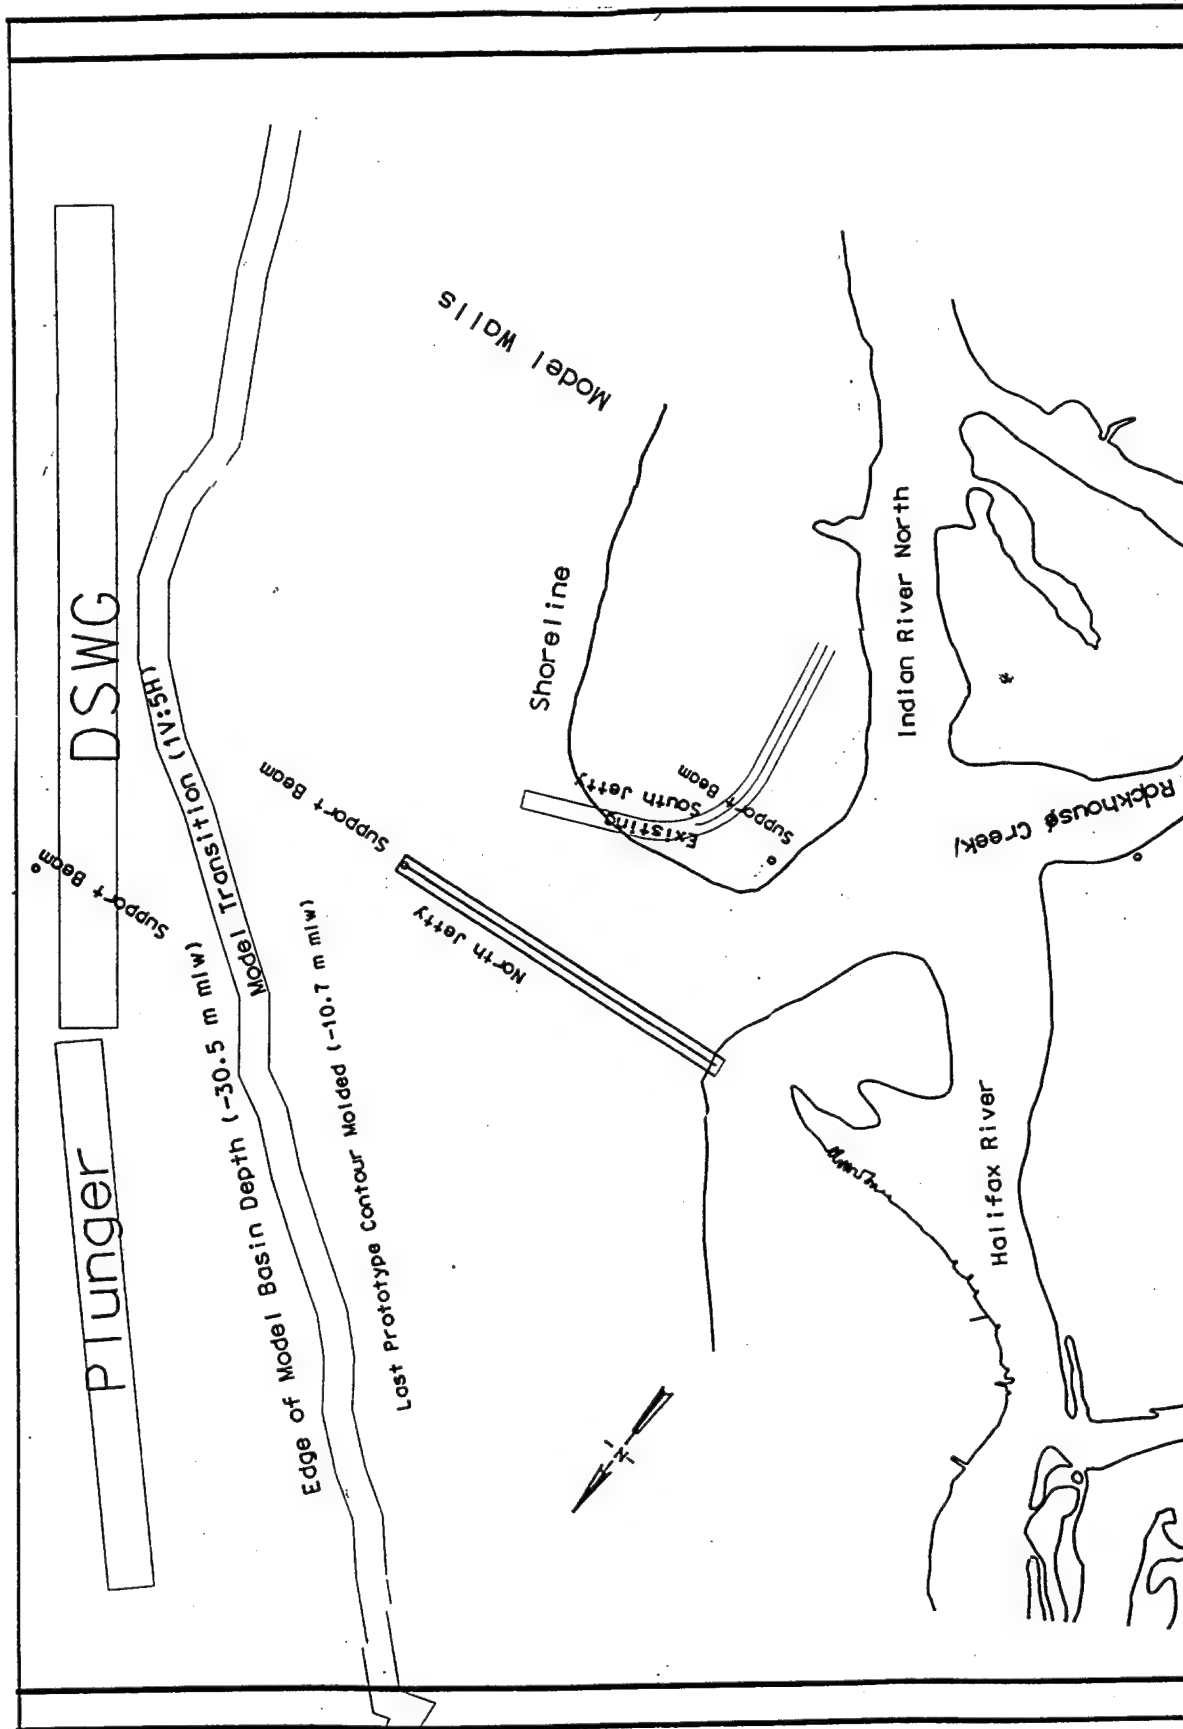 DSWG
Plunger
Support Beam
Model Transition (1V:5H)
Edge of Model Basin Depth (-30.5 m mlw)
Last Prototype Contour Molded (-10.7 m mlw)
Support Beam
North Jetty
Model Walls
Shoreline
Existing
South Jetty
Support Beam
Indian River North
Rockhouse Creek
Halifax River
N